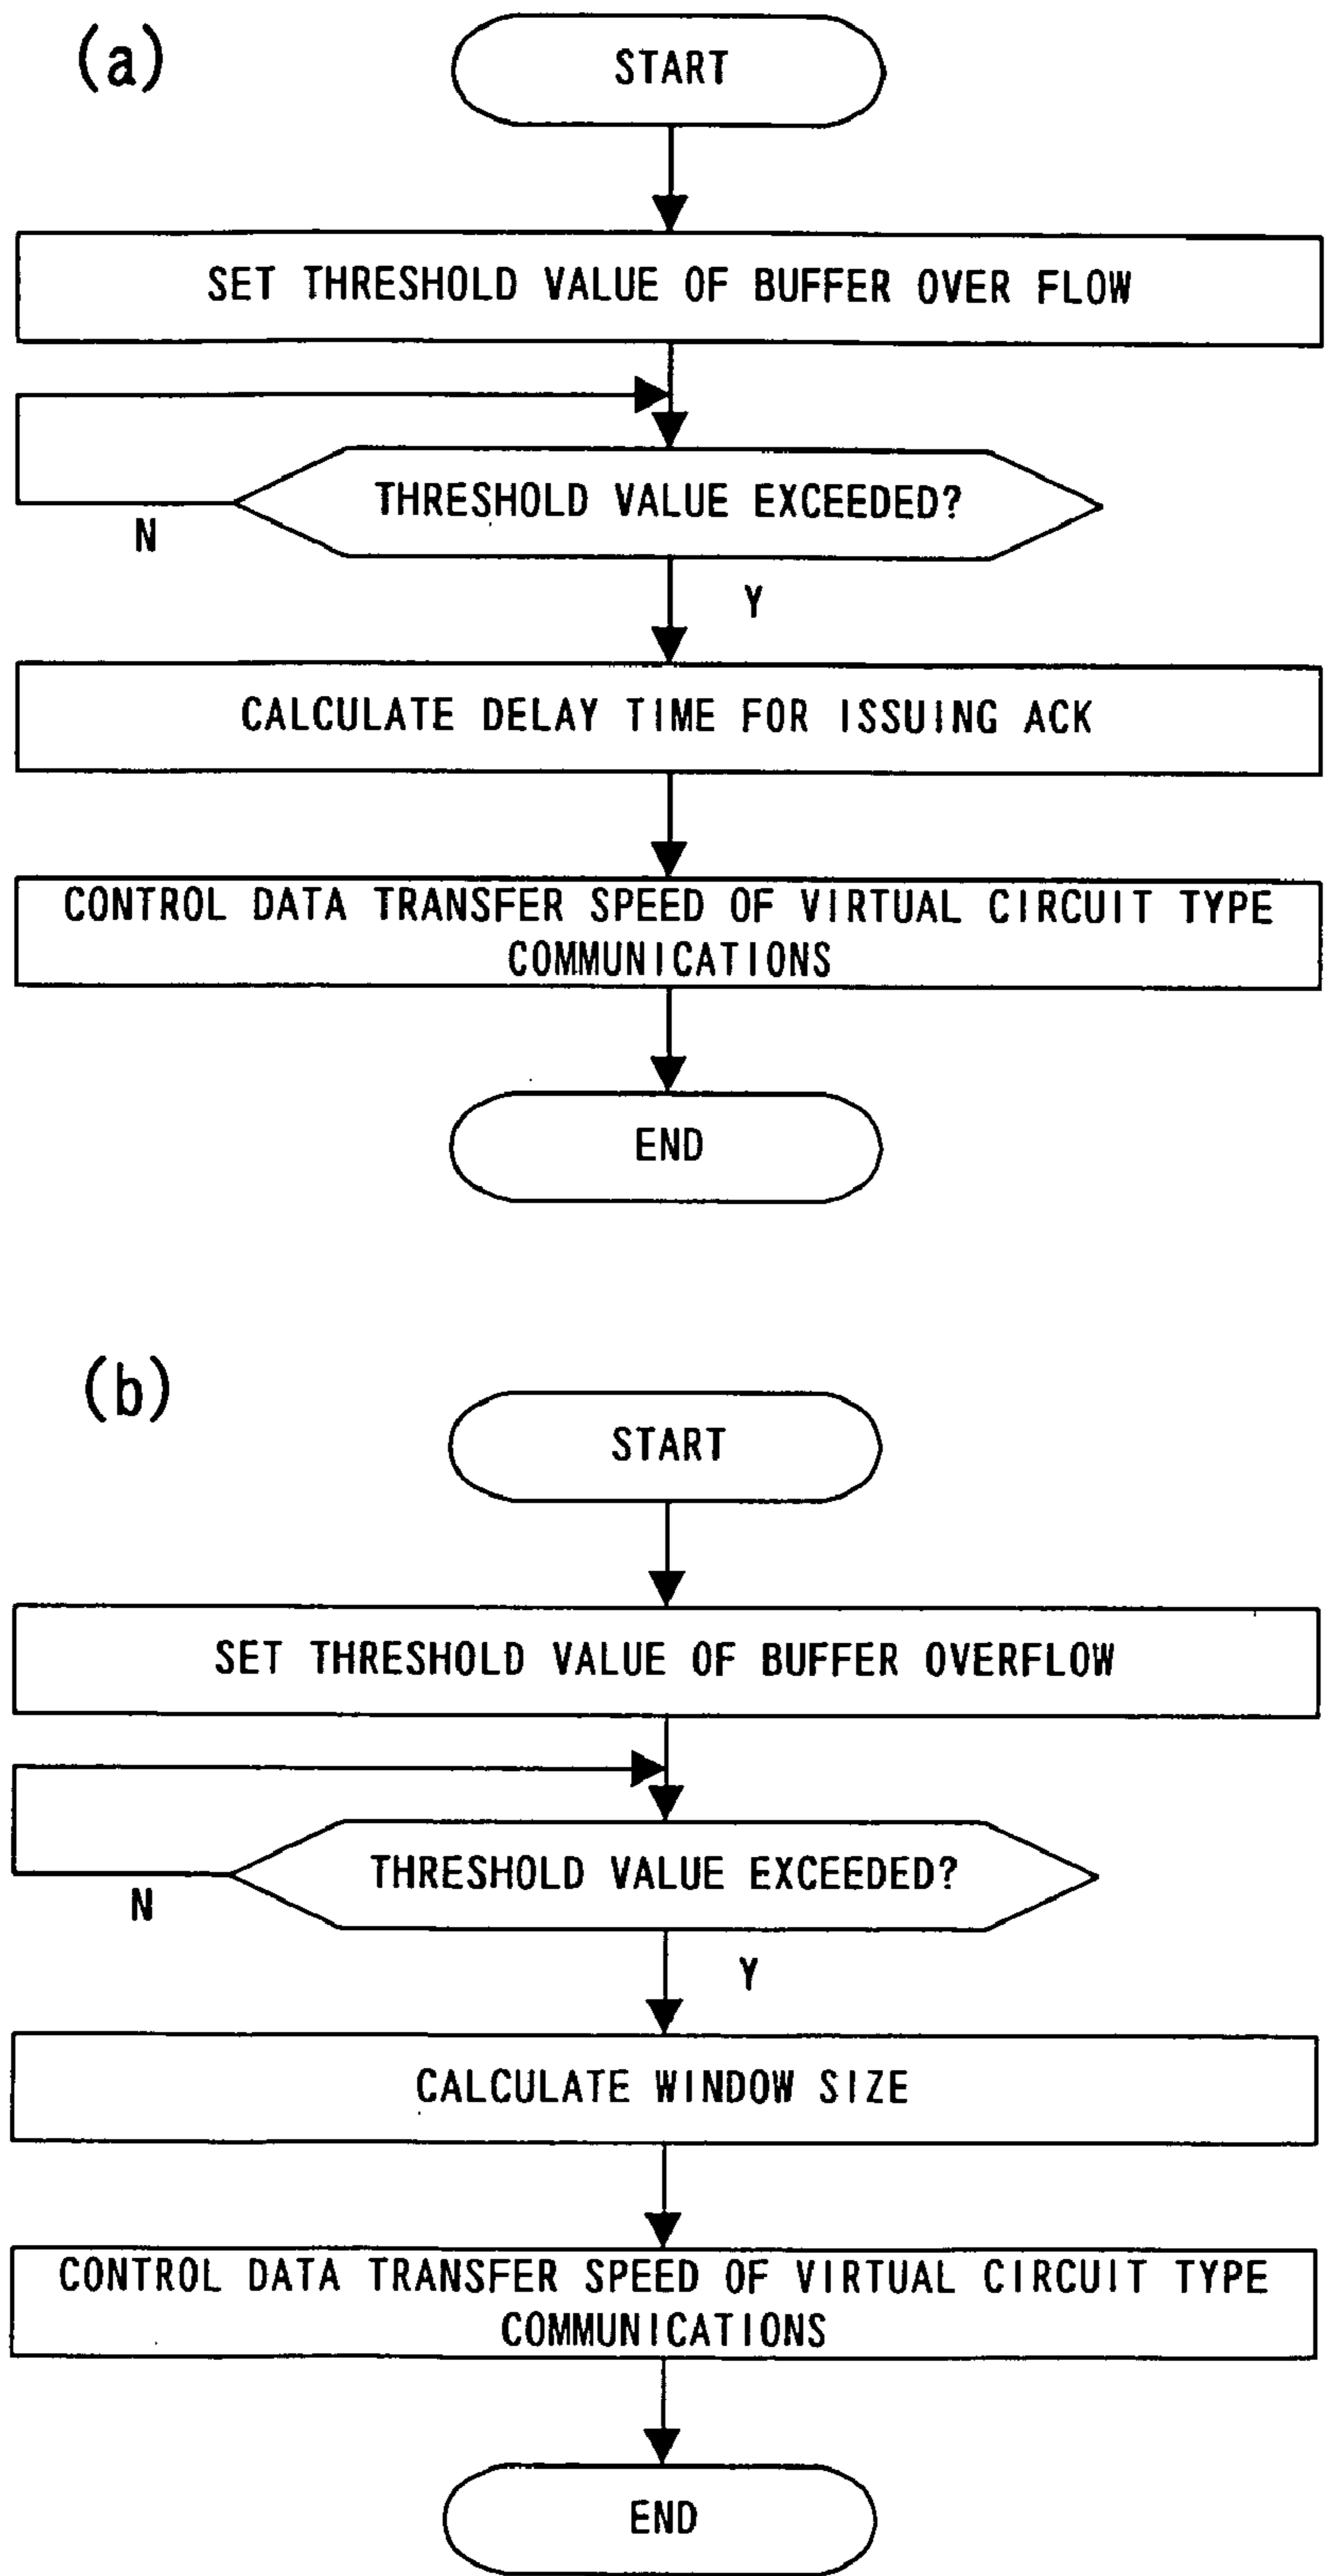 (a)
START
SET THRESHOLD VALUE OF BUFFER OVER FLOW
THRESHOLD VALUE EXCEEDED?
N
Y
CALCULATE DELAY TIME FOR ISSUING ACK
CONTROL DATA TRANSFER SPEED OF VIRTUAL CIRCUIT TYPE
COMMUNICATIONS
END
(b)
START
SET THRESHOLD VALUE OF BUFFER OVERFLOW
THRESHOLD VALUE EXCEEDED?
N
Y
CALCULATE WINDOW SIZE
CONTROL DATA TRANSFER SPEED OF VIRTUAL CIRCUIT TYPE
COMMUNICATIONS
END